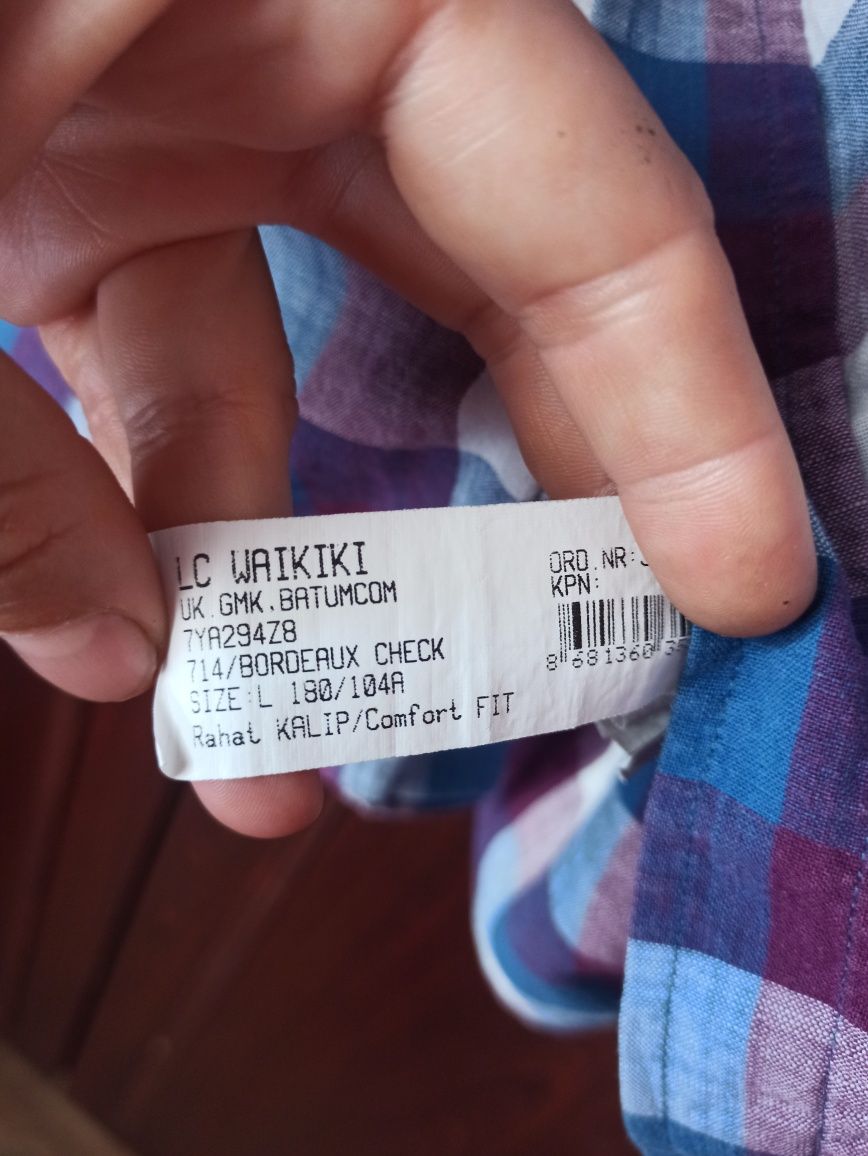 LC WAIKIKI
UK.GMK.BATUMCOM
7YA294Z8
714/BORDEAUX CHECK
SIZE:L 180/104A
Rahat KALIP/Comfort FIT
ORD.NR:
KPN:
8 681360